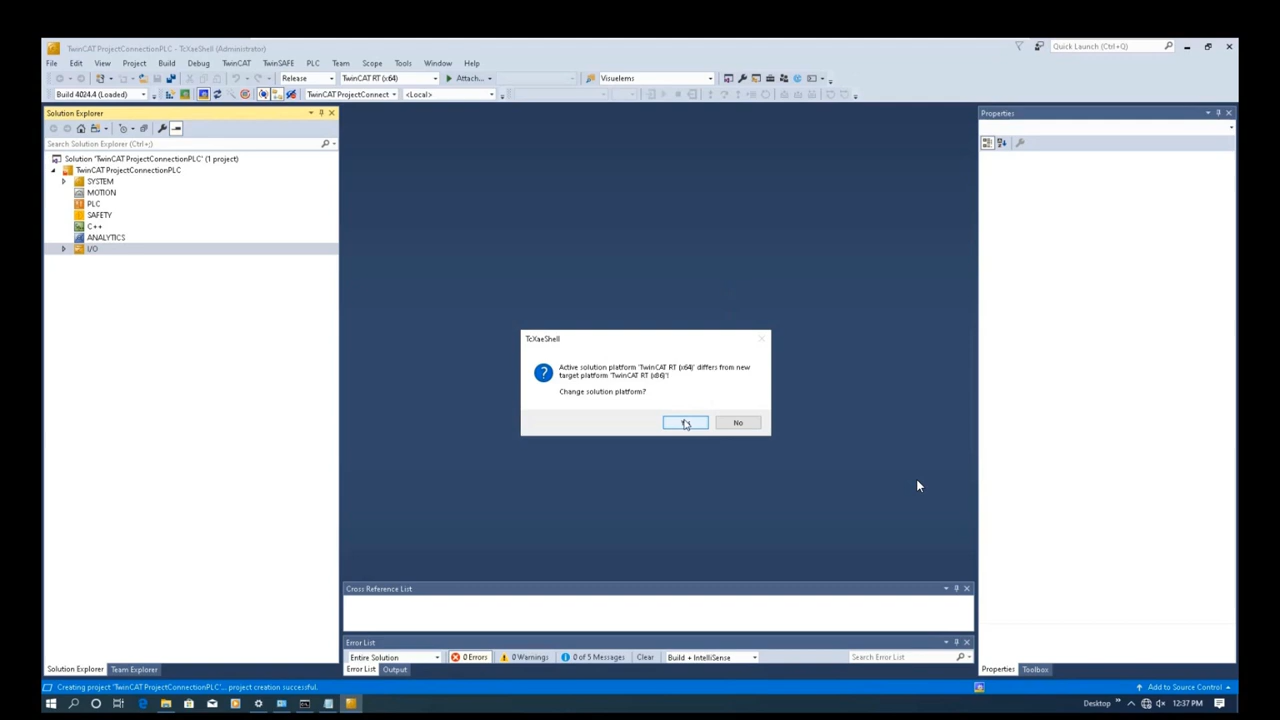 TwinCAT ProjectConnectionPLC - TcXaeShell (Administrator)
Quick Launch (Ctrl+)
File Edit View Project Build Debug TwinCAT TwinSAFE PLC Team Scope Tools Window Help
Release TwinCAT RT (x64) Attach... Visuelems
Build 4024.4 (Loaded) TwinCAT ProjectConnect <Local>
Solution Explorer
Search Solution Explorer (Ctrl+;)
Solution 'TwinCAT ProjectConnectionPLC' (1 project)
TwinCAT ProjectConnectionPLC
SYSTEM
MOTION
PLC
SAFETY
C++
ANALYTICS
I/O
Properties
TcXaeShell
Active solution platform 'TwinCAT RT (x64)' differs from new
target platform 'TwinCAT RT (x86)'!
Change solution platform?
No
Cross Reference List
Error List
Entire Solution 0 Errors 0 Warnings 0 of 5 Messages Clear Build + IntelliSense Search Error List
Solution Explorer Team Explorer Error List Output Properties Toolbox
Creating project 'TwinCAT ProjectConnectionPLC'... project creation successful. Add to Source Control
Desktop » 12:37 PM